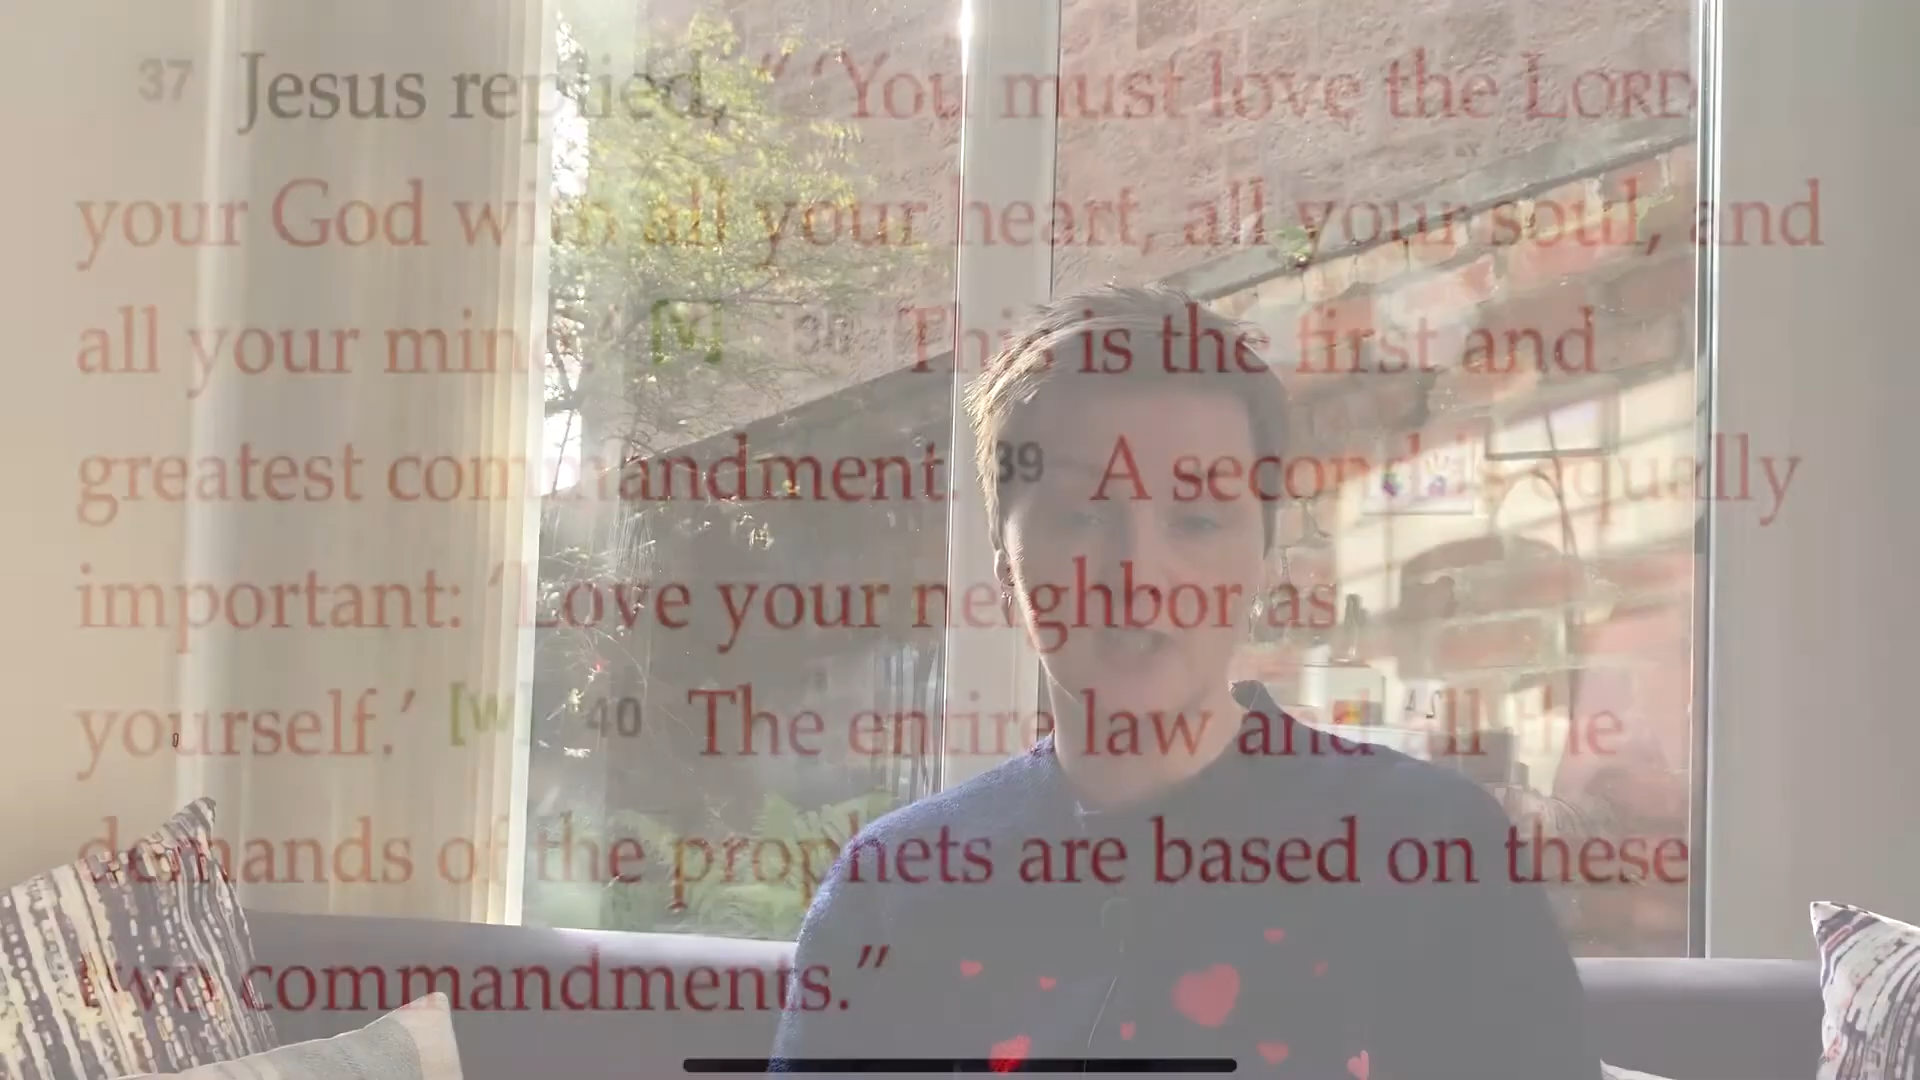 37 Jesus replied, “ ‘You must love the LORD
your God with all your heart, all your soul, and
all your mind.’ [v] 38 This is the first and
greatest commandment. 39 A second is equally
important: ‘Love your neighbor as
yourself.’ [w] 40 The entire law and all the
demands of the prophets are based on these
two commandments.”